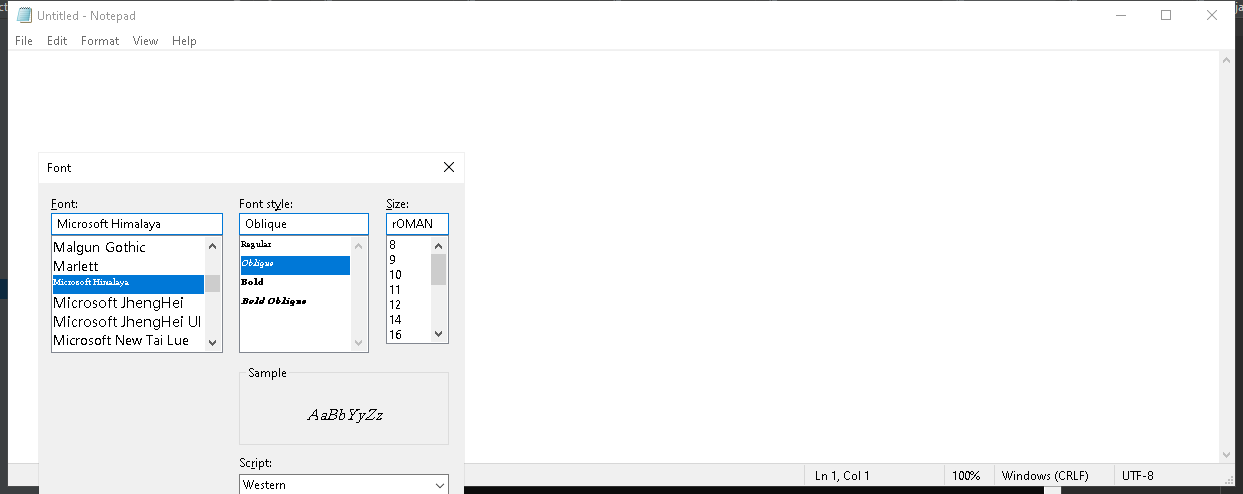 Untitled - Notepad
File Edit Format View Help
Font
Font: Font style: Size:
Microsoft Himalaya Oblique rOMAN
Malgun Gothic
Marlett
Microsoft Himalaya
Microsoft JhengHei
Microsoft JhengHei UI
Microsoft New Tai Lue
Regular
Oblique
Bold
Bold Oblique
8
9
10
11
12
14
16
Sample
AaBbYyZz
Script:
Western
Ln 1, Col 1 100% Windows (CRLF) UTF-8